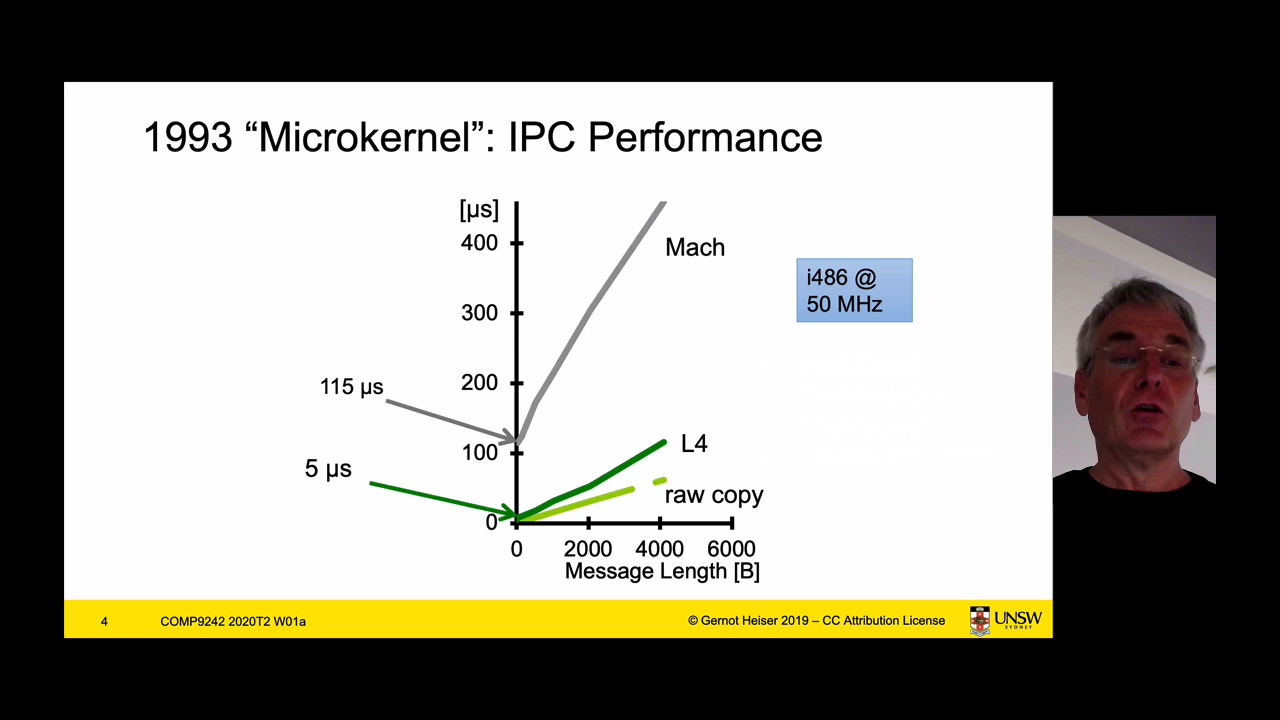 1993 “Microkernel”: IPC Performance
[µs]
400
300
200
100
0
115 µs
5 µs
Mach
L4
raw copy
i486 @
50 MHz
0 2000 4000 6000
Message Length [B]
4 COMP9242 2020T2 W01a © Gernot Heiser 2019 – CC Attribution License
UNSW
SYDNEY